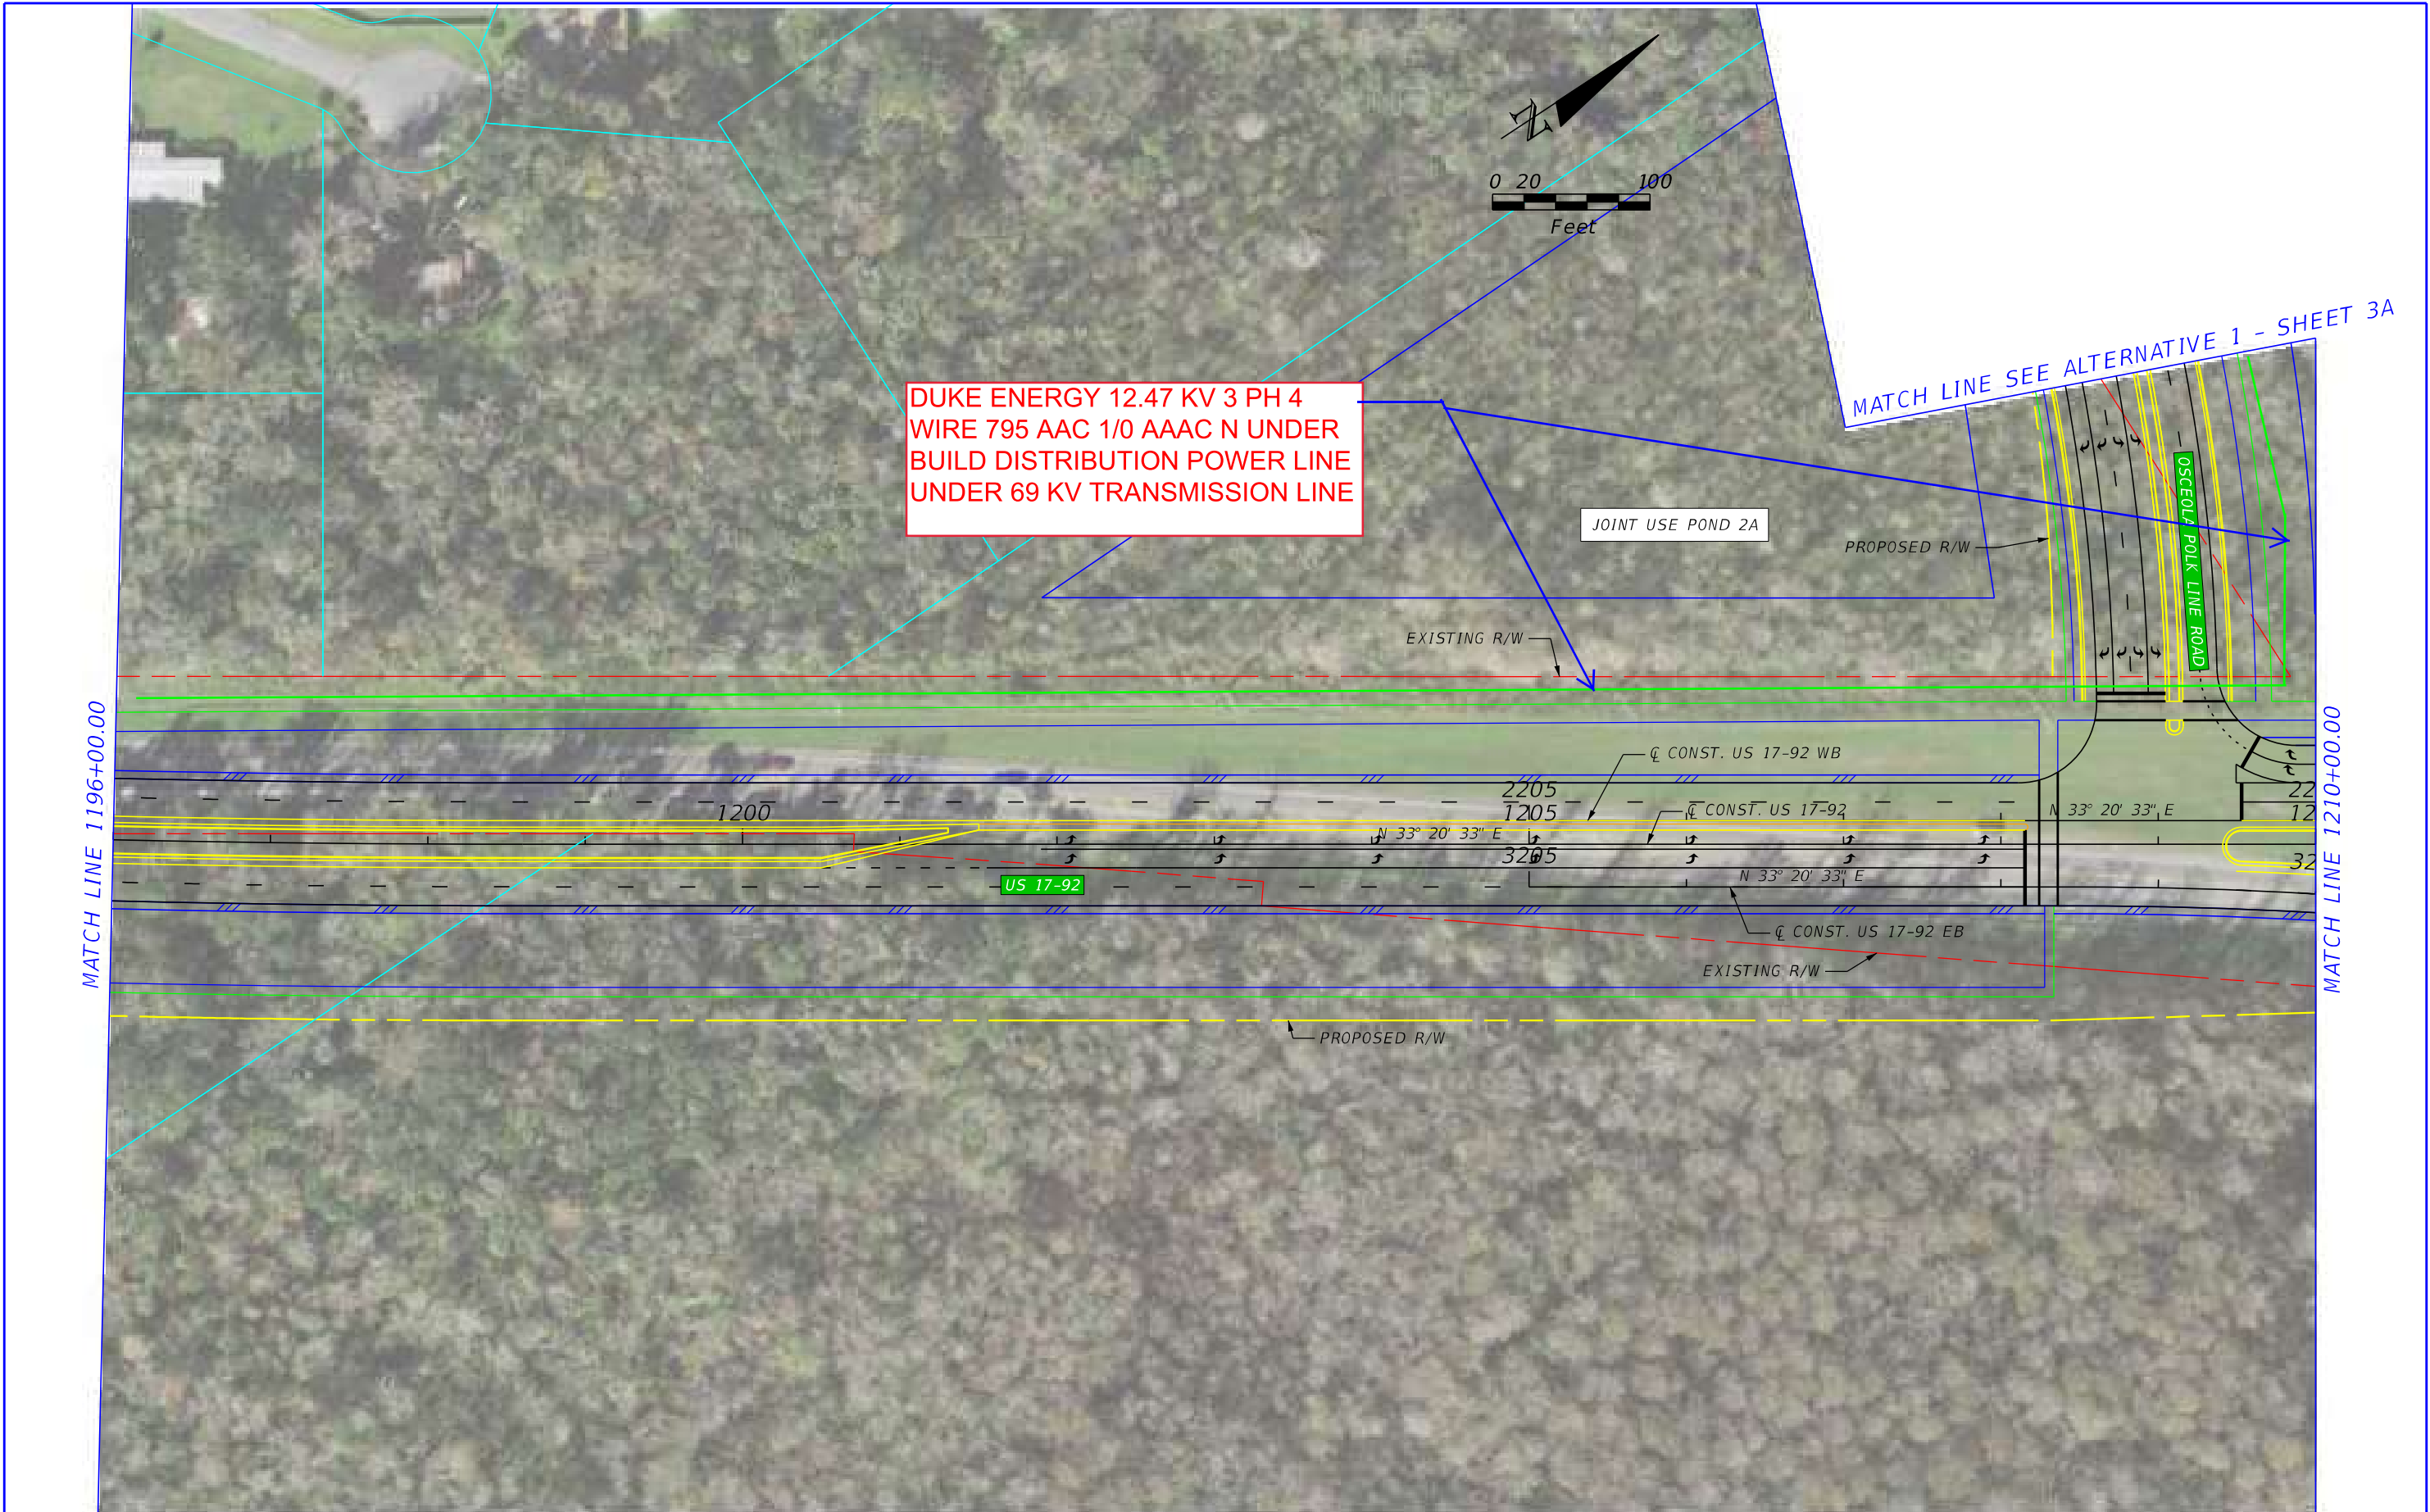 N
0 20 100
Feet
MATCH LINE SEE ALTERNATIVE 1 - SHEET 3A
DUKE ENERGY 12.47 KV 3 PH 4
WIRE 795 AAC 1/0 AAAC N UNDER
BUILD DISTRIBUTION POWER LINE
UNDER 69 KV TRANSMISSION LINE
JOINT USE POND 2A
PROPOSED R/W
OSCEOLA POLK LINE ROAD
EXISTING R/W
MATCH LINE 1196+00.00
MATCH LINE 1210+00.00
℄ CONST. US 17-92 WB
2205
1200
1205
℄ CONST. US 17-92
N 33° 20' 33" E
22
12
N 33° 20' 33" E
3205
32
US 17-92
N 33° 20' 33" E
℄ CONST. US 17-92 EB
EXISTING R/W
PROPOSED R/W